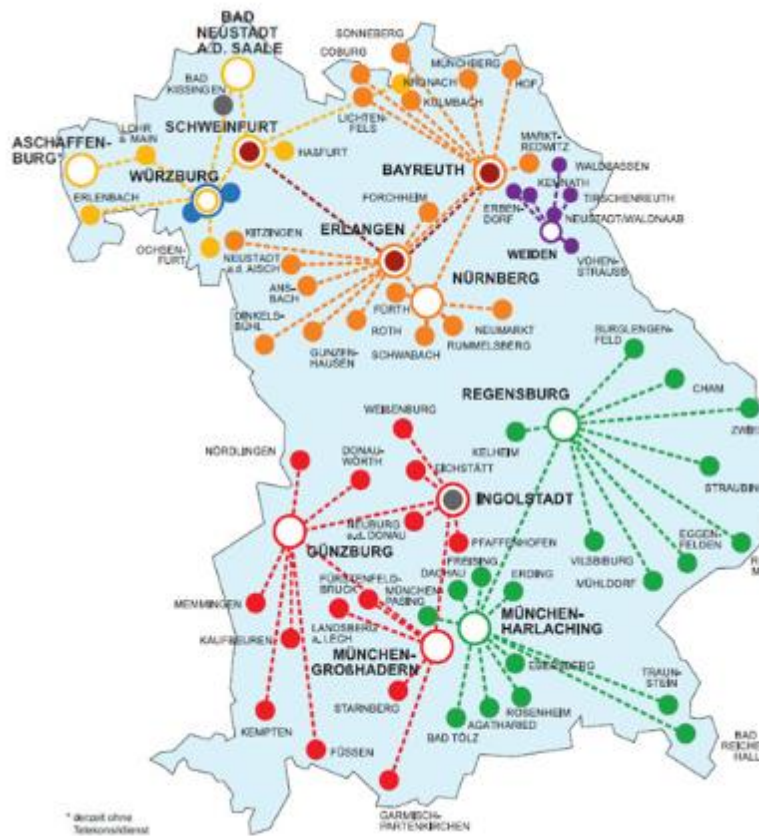 BAD
NEUSTADT
A.D. SAALE
SONNEBERG
COBURG
MÜNCHBERG
BAD
KISSINGEN
KRONACH
HOF
KULMBACH
SCHWEINFURT
LICHTEN-
FELS
MARKT-
REDWITZ
ASCHAFFEN-
BURG*
LOHR
a MAIN
HAßFURT
BAYREUTH
WALDSASSEN
WÜRZBURG
KEMNATH
TIRSCHENREUTH
ERLENBACH
FORCHHEIM
ERBEN-
DORF
NEUSTADT/WALDNAAB
KITZINGEN
ERLANGEN
WEIDEN
OCHSEN-
FURT
NEUSTADT
a.d. AISCH
VOHEN-
STRAUSS
NÜRNBERG
ANS-
BACH
FÜRTH
DINKELS-
BÜHL
ROTH
NEUMARKT
GUNZEN-
HAUSEN
SCHWABACH
RUMMELSBERG
BURGLENGEN-
FELD
REGENSBURG
CHAM
WEIßENBURG
NÖRDLINGEN
DONAU-
WÖRTH
KELHEIM
EICHSTÄTT
STRAUBING
INGOLSTADT
NEUBURG
a.d. DONAU
GÜNZBURG
PFAFFENHOFEN
VILSBIBURG
EGGEN-
FELDEN
FREISING
MÜHLDORF
FÜRSTENFELD-
BRUCK
DACHAU
ERDING
MÜNCHEN-
PASING
MEMMINGEN
LANDSBERG
a. LECH
MÜNCHEN-
HARLACHING
KAUFBEUREN
MÜNCHEN-
GROßHADERN
EBERSBERG
TRAUN-
STEIN
STARNBERG
ROSENHEIM
KEMPTEN
AGATHARIED
BAD TÖLZ
BAD
REICHEN
HALL
FÜSSEN
GARMISCH-
PARTENKIRCHEN
* derzeit ohne
Telekonsildienst